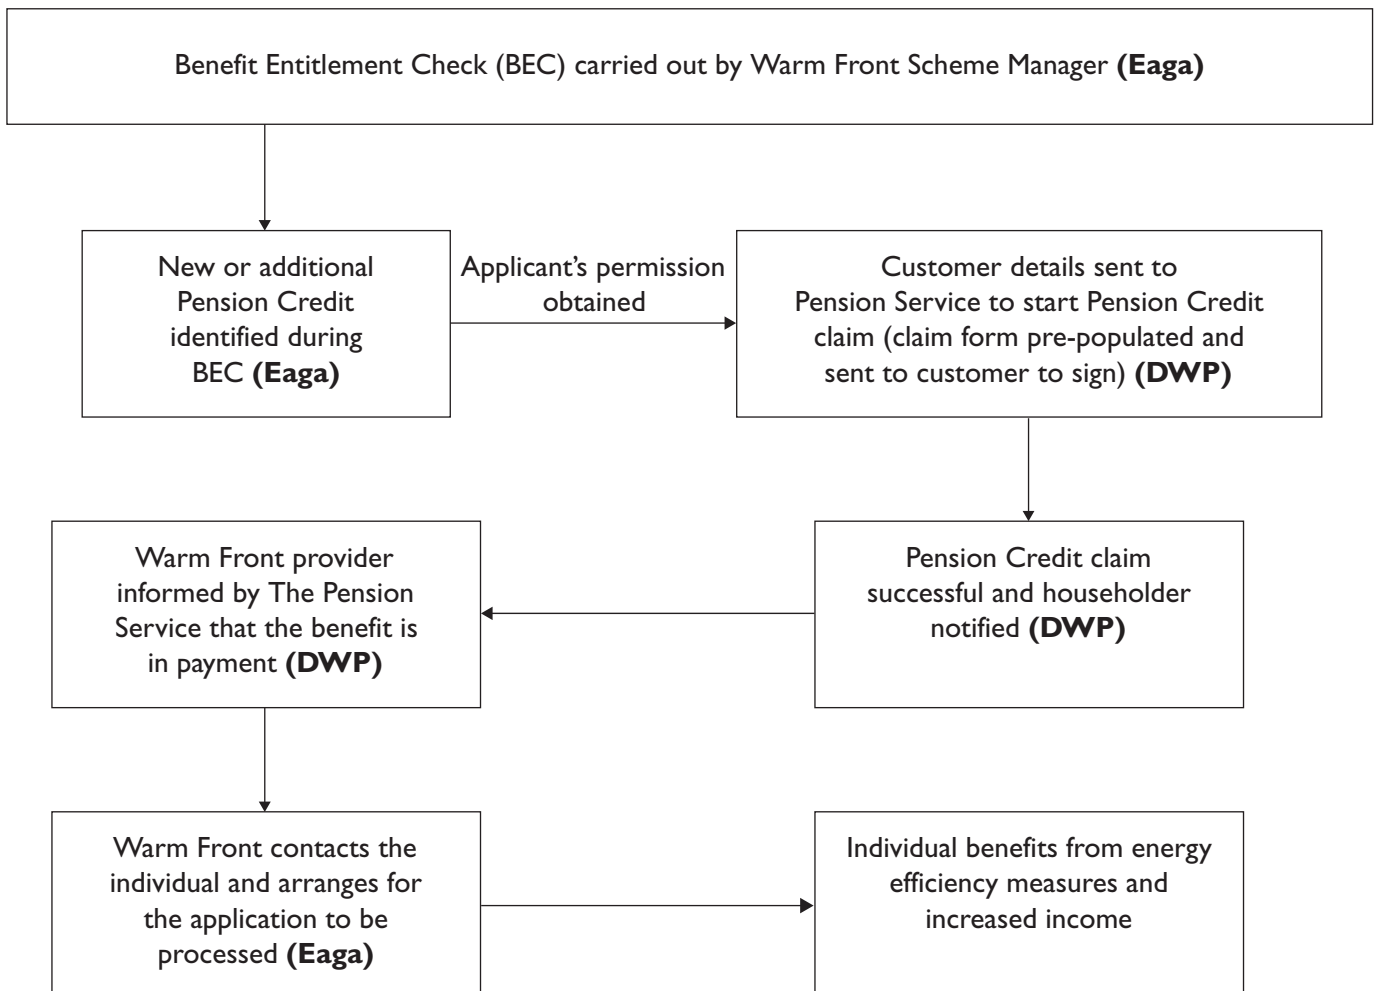 Benefit Entitlement Check (BEC) carried out by Warm Front Scheme Manager (Eaga)
New or additional
Pension Credit
identified during
BEC (Eaga)
Applicant’s permission
obtained
Customer details sent to
Pension Service to start Pension Credit
claim (claim form pre-populated and
sent to customer to sign) (DWP)
Pension Credit claim
successful and householder
notified (DWP)
Warm Front provider
informed by The Pension
Service that the benefit is
in payment (DWP)
Warm Front contacts the
individual and arranges for
the application to be
processed (Eaga)
Individual benefits from energy
efficiency measures and
increased income